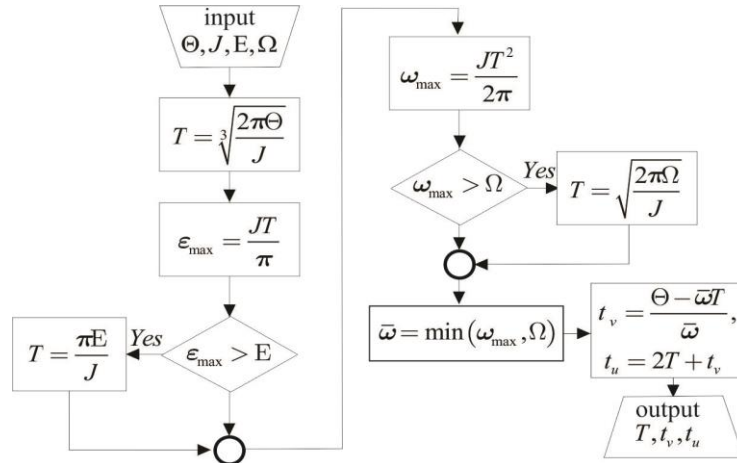 input
Θ, J, E, Ω
T = ∛(2πΘ/J)
ε_max = JT/π
ε_max > E
Yes
T = πE/J
ω_max = JT²/2π
ω_max > Ω
Yes
T = √(2πΩ/J)
ω̄ = min(ω_max, Ω)
t_v = (Θ − ω̄T)/ω̄,
t_u = 2T + t_v
output
T, t_v, t_u